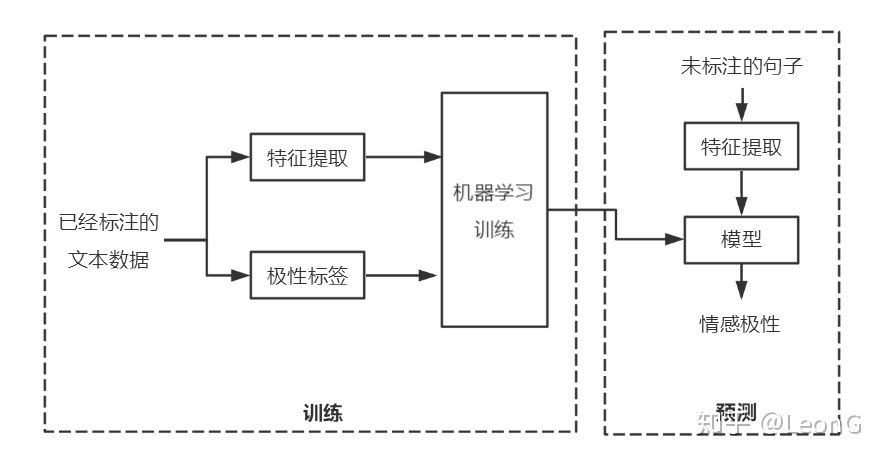 已经标注的
文本数据
特征提取
极性标签
机器学习
训练
训练
未标注的句子
特征提取
模型
情感极性
预测
知乎 @LeonG